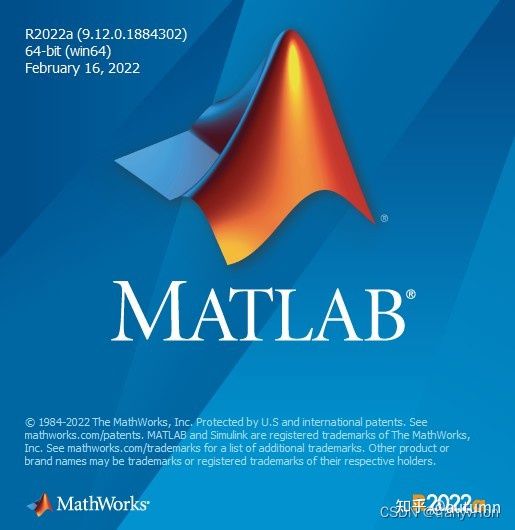 R2022a (9.12.0.1884302)
64-bit (win64)
February 16, 2022
®
MATLAB®
© 1984-2022 The MathWorks, Inc. Protected by U.S and international patents. See
mathworks.com/patents. MATLAB and Simulink are registered trademarks of The MathWorks,
Inc. See mathworks.com/trademarks for a list of additional trademarks. Other product or
brand names may be trademarks or registered trademarks of their respective holders.
MathWorks®
知乎 @autumn
CSDN